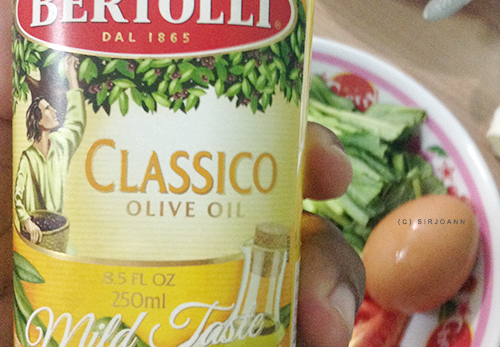 BERTOLLI®
DAL 1865
CLASSICO
OLIVE OIL
8.5 FL OZ
250ml
Mild Taste
(C) SIRJOANN